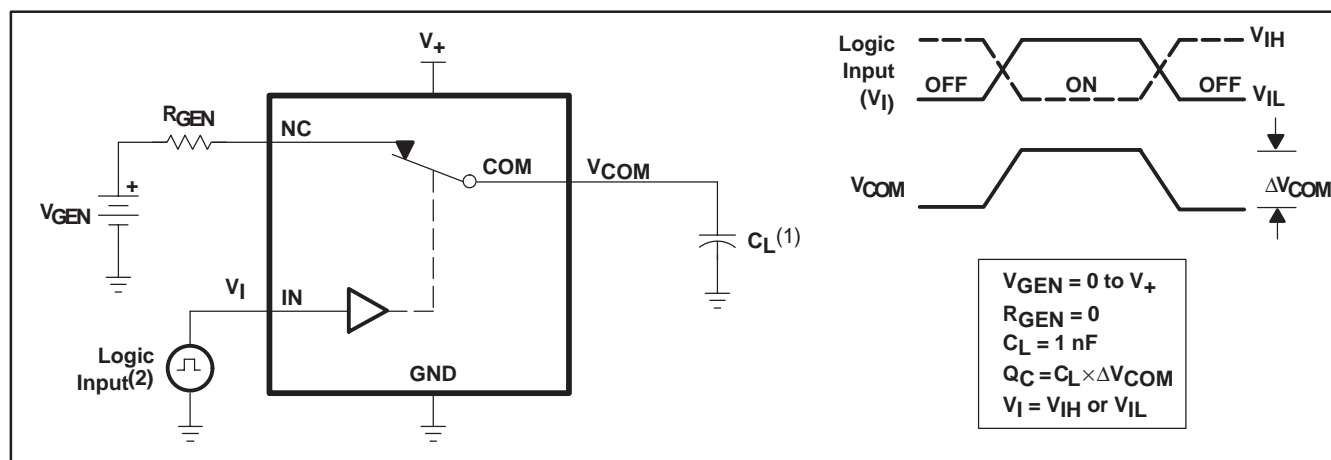 V+
RGEN
NC
COM
VCOM
+
VGEN
CL(1)
VI
IN
Logic
Input(2)
GND
Logic
Input
(VI)
OFF
ON
OFF
VIH
VIL
VCOM
ΔVCOM
VGEN = 0 to V+
RGEN = 0
CL = 1 nF
QC = CL × ΔVCOM
VI = VIH or VIL